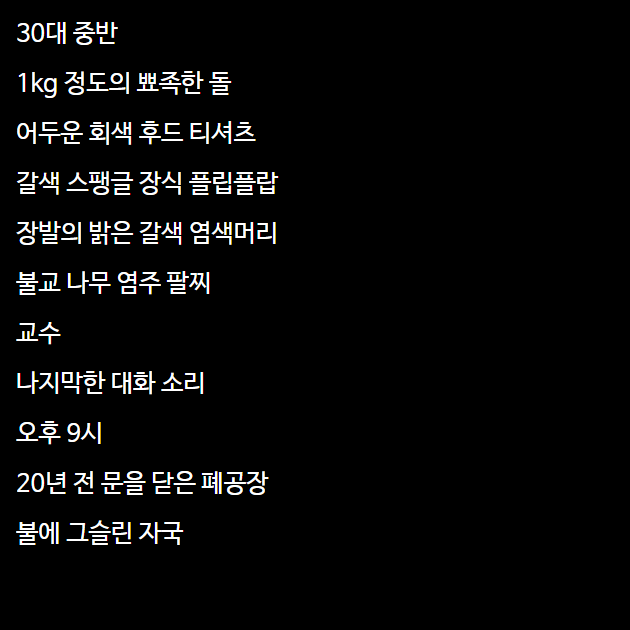 30대 중반
1kg 정도의 뾰족한 돌
어두운 회색 후드 티셔츠
갈색 스팽글 장식 플립플랍
장발의 밝은 갈색 염색머리
불교 나무 염주 팔찌
교수
나지막한 대화 소리
오후 9시
20년 전 문을 닫은 폐공장
불에 그슬린 자국